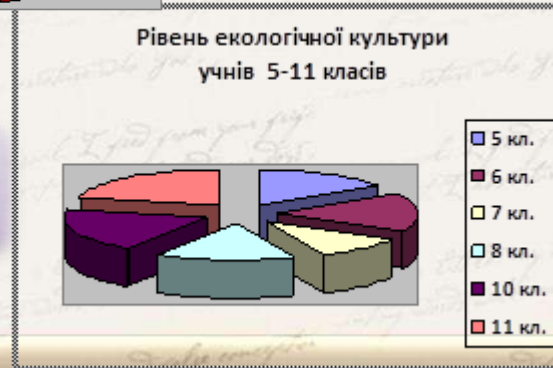 Рівень екологічної культури
учнів 5-11 класів
5 кл.
6 кл.
7 кл.
8 кл.
10 кл.
11 кл.